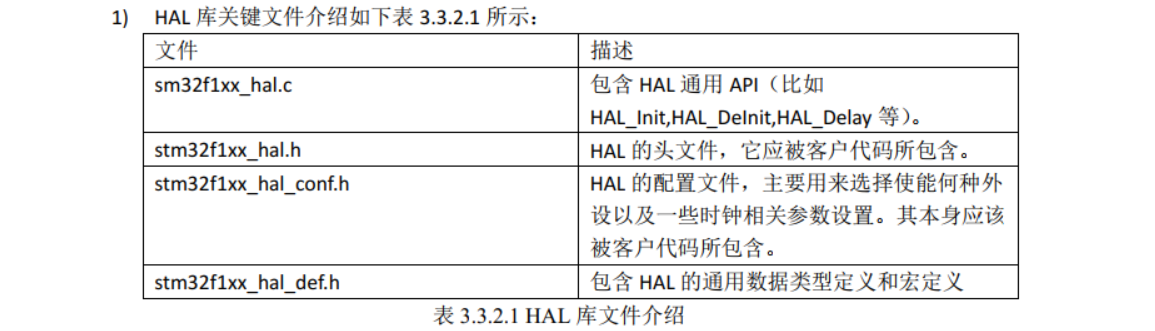 1) HAL 库关键文件介绍如下表 3.3.2.1 所示：
文件 描述
sm32f1xx_hal.c 包含 HAL 通用 API（比如
HAL_Init,HAL_DeInit,HAL_Delay 等）。
stm32f1xx_hal.h HAL 的头文件，它应被客户代码所包含。
stm32f1xx_hal_conf.h HAL 的配置文件，主要用来选择使能何种外
设以及一些时钟相关参数设置。其本身应该
被客户代码所包含。
stm32f1xx_hal_def.h 包含 HAL 的通用数据类型定义和宏定义
表 3.3.2.1 HAL 库文件介绍